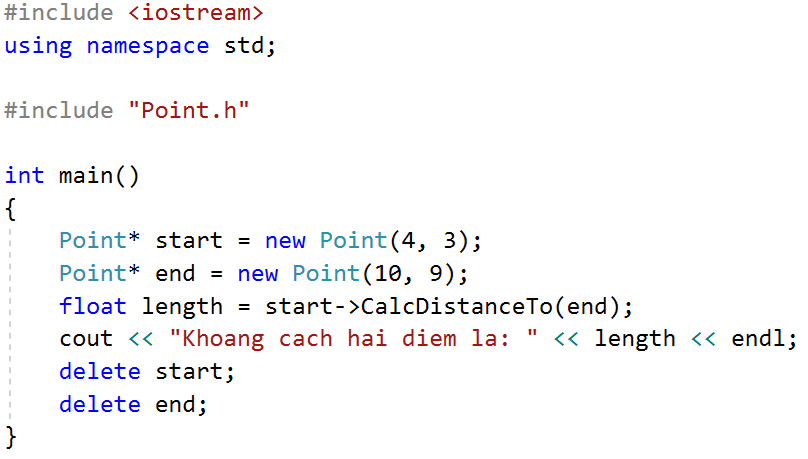 #include <iostream>
using namespace std;
#include "Point.h"
int main()
{
    Point* start = new Point(4, 3);
    Point* end = new Point(10, 9);
    float length = start->CalcDistanceTo(end);
    cout << "Khoang cach hai diem la: " << length << endl;
    delete start;
    delete end;
}